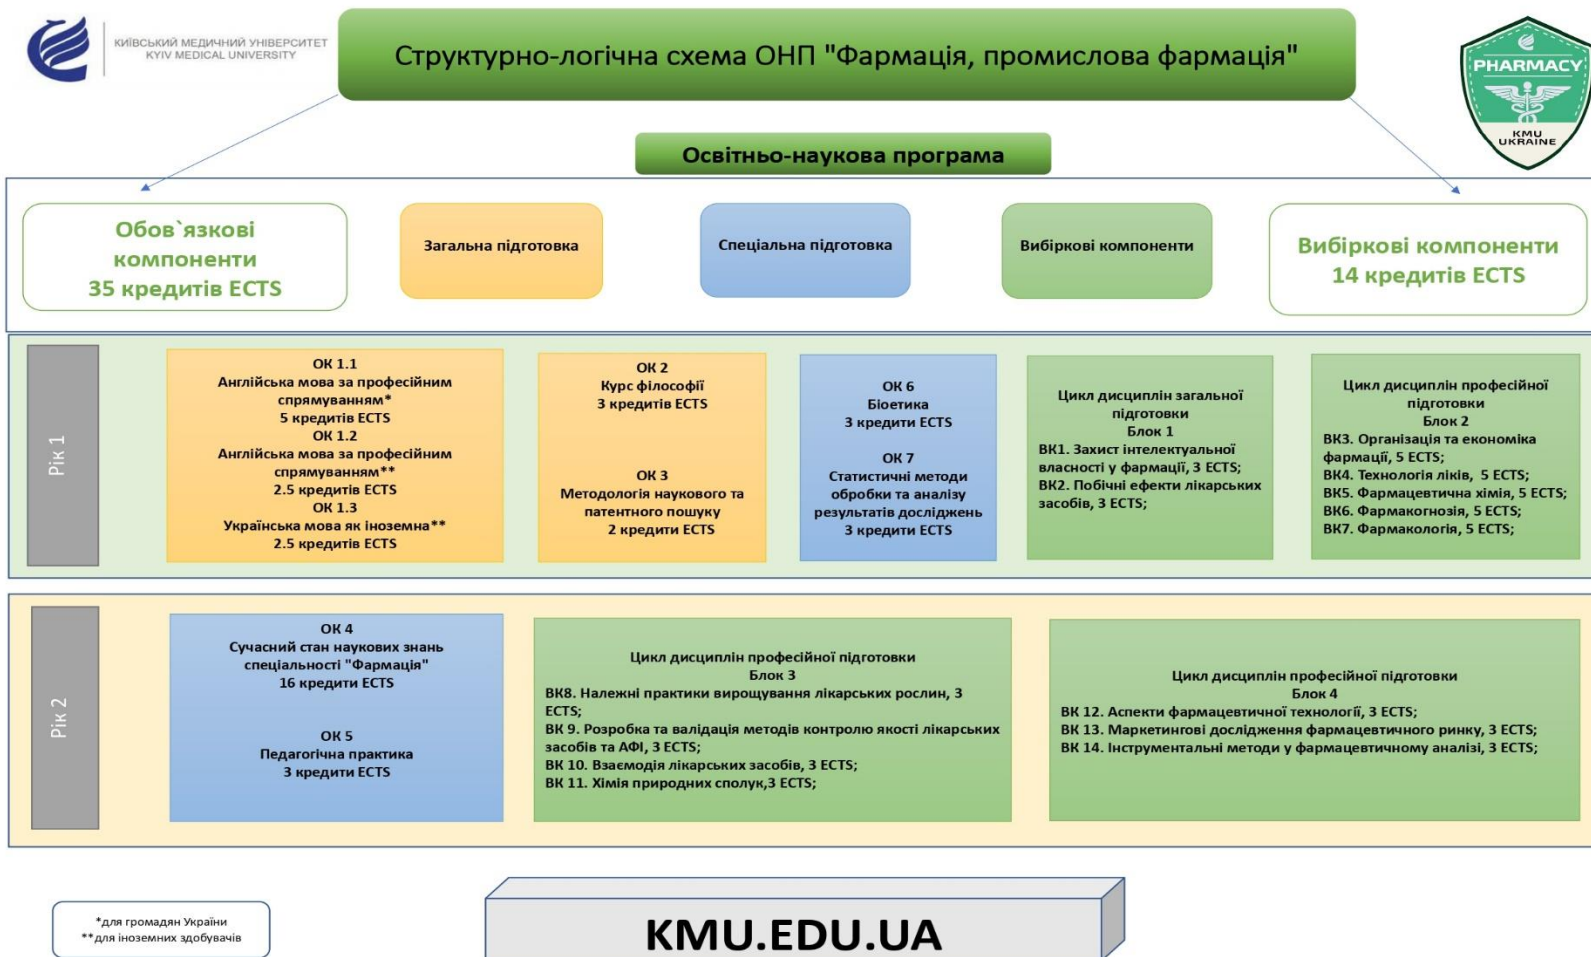 КИЇВСЬКИЙ МЕДИЧНИЙ УНІВЕРСИТЕТ
KYIV MEDICAL UNIVERSITY
Структурно-логічна схема ОНП "Фармація, промислова фармація"
PHARMACY
KMU
UKRAINE
Освітньо-наукова програма
Обов`язкові
компоненти
35 кредитів ECTS
Загальна підготовка
Спеціальна підготовка
Вибіркові компоненти
Вибіркові компоненти
14 кредитів ECTS
Рік 1
ОК 1.1
Англійська мова за професійним
спрямуванням*
5 кредитів ECTS
ОК 1.2
Англійська мова за професійним
спрямуванням**
2.5 кредитів ECTS
ОК 1.3
Українська мова як іноземна**
2.5 кредитів ECTS
ОК 2
Курс філософії
3 кредитів ECTS
ОК 3
Методологія наукового та
патентного пошуку
2 кредити ECTS
ОК 6
Біоетика
3 кредити ECTS
ОК 7
Статистичні методи
обробки та аналізу
результатів досліджень
3 кредити ECTS
Цикл дисциплін загальної
підготовки
Блок 1
ВК1. Захист інтелектуальної
власності у фармації, 3 ECTS;
ВК2. Побічні ефекти лікарських
засобів, 3 ECTS;
Цикл дисциплін професійної
підготовки
Блок 2
ВК3. Організація та економіка
фармації, 5 ECTS;
ВК4. Технологія ліків, 5 ECTS;
ВК5. Фармацевтична хімія, 5 ECTS;
ВК6. Фармакогнозія, 5 ECTS;
ВК7. Фармакологія, 5 ECTS;
Рік 2
ОК 4
Сучасний стан наукових знань
спеціальності "Фармація"
16 кредити ECTS
ОК 5
Педагогічна практика
3 кредити ECTS
Цикл дисциплін професійної підготовки
Блок 3
ВК8. Належні практики вирощування лікарських рослин, 3
ECTS;
ВК 9. Розробка та валідація методів контролю якості лікарських
засобів та АФІ, 3 ECTS;
ВК 10. Взаємодія лікарських засобів, 3 ECTS;
ВК 11. Хімія природних сполук,3 ECTS;
Цикл дисциплін професійної підготовки
Блок 4
ВК 12. Аспекти фармацевтичної технології, 3 ECTS;
ВК 13. Маркетингові дослідження фармацевтичного ринку, 3 ECTS;
ВК 14. Інструментальні методи у фармацевтичному аналізі, 3 ECTS;
*для громадян України
**для іноземних здобувачів
KMU.EDU.UA